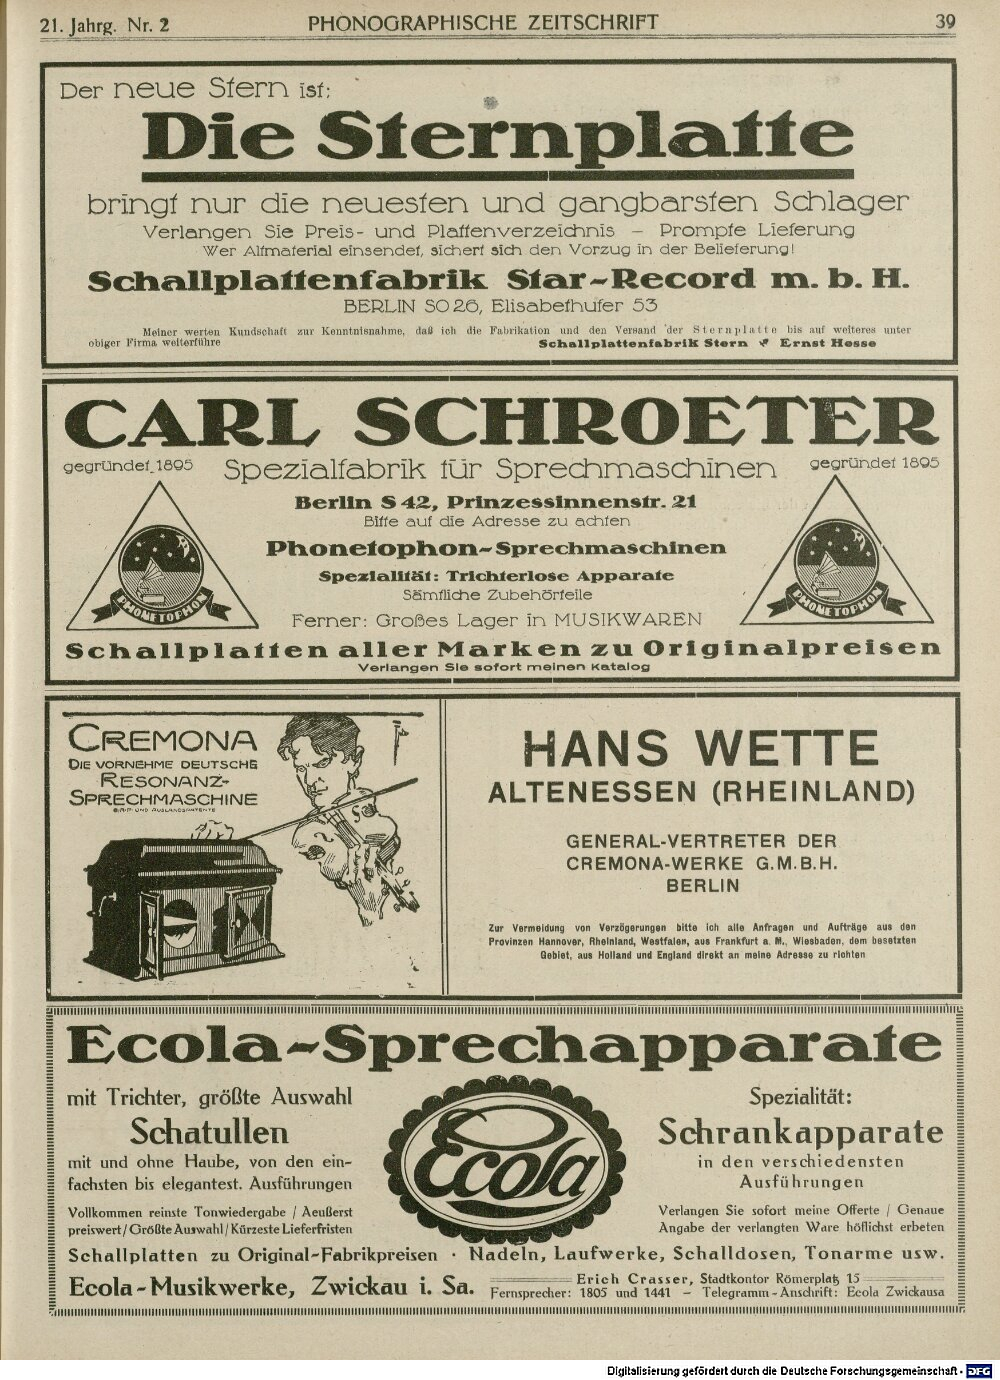 21. Jahrg. Nr. 2 PHONOGRAPHISCHE ZEITSCHRIFT 39
Der neue Stern ist:
Die Sternplatte
bringt nur die neuesten und gangbarsten Schlager
Verlangen Sie Preis- und Plattenverzeichnis — Prompte Lieferung
Wer Altmaterial einsendet, sichert sich den Vorzug in der Belieferung!
Schallplattenfabrik Star-Record m. b. H.
BERLIN SO 26, Elisabethufer 53
Meiner werten Kundschaft zur Kenntnisnahme, daß ich die Fabrikation und den Versand der Sternplatte bis auf weiteres unter
obiger Firma weiterführe Schallplattenfabrik Stern Ernst Hesse
CARL SCHROETER
gegründet 1895 Spezialfabrik für Sprechmaschinen gegründet 1895
Berlin S 42, Prinzessinnenstr. 21
Bitte auf die Adresse zu achten
Phonetophon-Sprechmaschinen
Spezialität: Trichterlose Apparate
Sämtliche Zubehörteile
PHONETOPHON
PHONETOPHON
Ferner: Großes Lager in MUSIKWAREN
Schallplatten aller Marken zu Originalpreisen
Verlangen Sie sofort meinen Katalog
CREMONA
DIE VORNEHME DEUTSCHE
RESONANZ-
SPRECHMASCHINE
D.R.P. UND AUSLANDSPATENTE
HANS WETTE
ALTENESSEN (RHEINLAND)
GENERAL-VERTRETER DER
CREMONA-WERKE G.M.B.H.
BERLIN
Zur Vermeidung von Verzögerungen bitte ich alle Anfragen und Aufträge aus den
Provinzen Hannover, Rheinland, Westfalen, aus Frankfurt a. M., Wiesbaden, dem besetzten
Gebiet, aus Holland und England direkt an meine Adresse zu richten
Ecola-Sprechapparate
mit Trichter, größte Auswahl
Schatullen
mit und ohne Haube, von den ein-
fachsten bis elegantest. Ausführungen
Vollkommen reinste Tonwiedergabe / Aeußerst
preiswert / Größte Auswahl / Kürzeste Lieferfristen
Ecola
Spezialität:
Schrankapparate
in den verschiedensten
Ausführungen
Verlangen Sie sofort meine Offerte / Genaue
Angabe der verlangten Ware höflichst erbeten
Schallplatten zu Original-Fabrikpreisen · Nadeln, Laufwerke, Schalldosen, Tonarme usw.
Ecola-Musikwerke, Zwickau i. Sa.
Erich Crasser, Stadtkontor Römerplatz 15
Fernsprecher: 1805 und 1441 — Telegramm-Anschrift: Ecola Zwickausa
Digitalisierung gefördert durch die Deutsche Forschungsgemeinschaft - DFG